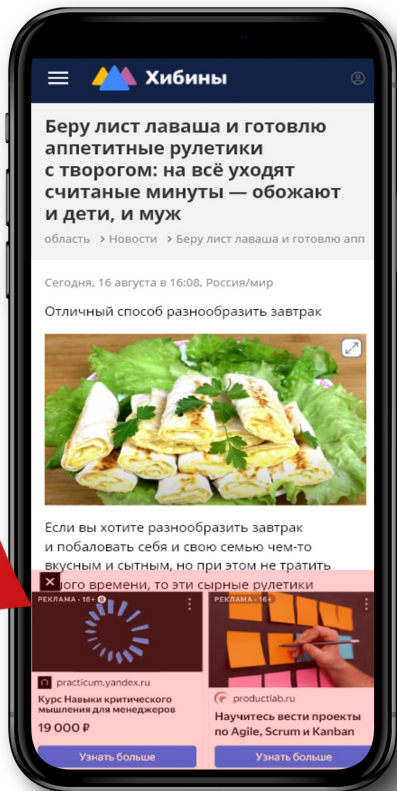 Хибины
Беру лист лаваша и готовлю
аппетитные рулетики
с творогом: на всё уходят
считаные минуты — обожают
и дети, и муж
область > Новости > Беру лист лаваша и готовлю апп
Сегодня, 16 августа в 16:08, Россия/мир
Отличный способ разнообразить завтрак
Если вы хотите разнообразить завтрак
и побаловать себя и свою семью чем-то
вкусным и сытным, но при этом не тратить
много времени, то эти сырные рулетики
РЕКЛАМА • 16+
practicum.yandex.ru
Курс Навыки критического
мышления для менеджеров
19 000 ₽
Узнать больше
РЕКЛАМА • 16+
productlab.ru
Научитесь вести проекты
по Agile, Scrum и Kanban
Узнать больше